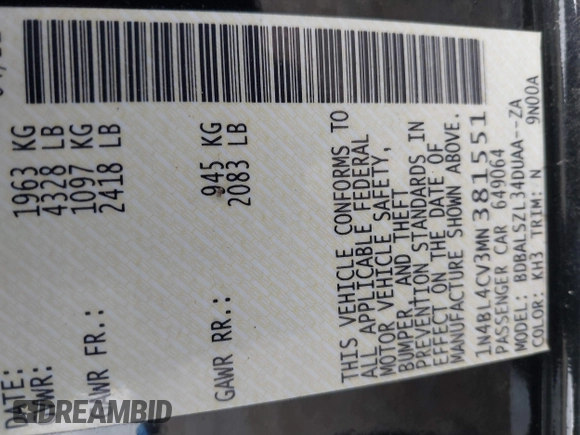 DATE:
GVWR: 1963 KG
4328 LB
GAWR FR.: 1097 KG
2418 LB
GAWR RR.: 945 KG
2083 LB
THIS VEHICLE CONFORMS TO
ALL APPLICABLE FEDERAL
MOTOR VEHICLE SAFETY,
BUMPER AND THEFT
PREVENTION STANDARDS IN
EFFECT ON THE DATE OF
MANUFACTURE SHOWN ABOVE.
1N4BL4CV3MN381551
PASSENGER CAR 649064
MODEL: BDBALSZL34DUAA--ZA
COLOR: KH3 TRIM: N 9N00A
DREAMBID